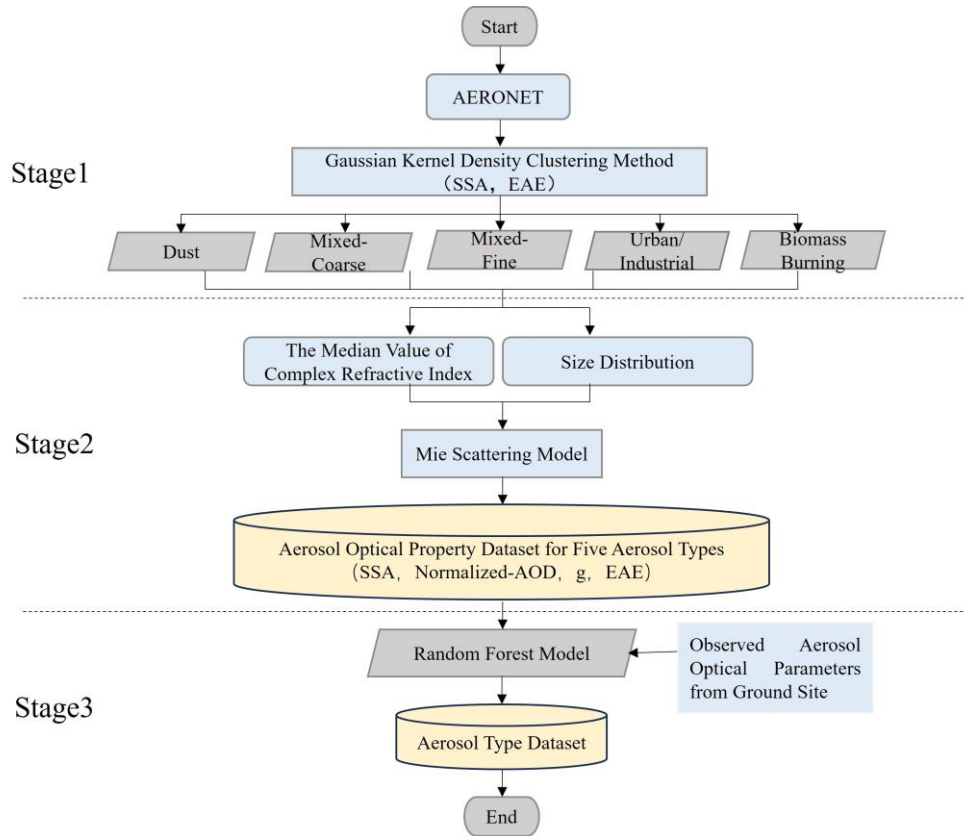 Start
AERONET
Stage1
Gaussian Kernel Density Clustering Method
（SSA，EAE）
Dust
Mixed-
Coarse
Mixed-
Fine
Urban/
Industrial
Biomass
Burning
The Median Value of
Complex Refractive Index
Size Distribution
Stage2
Mie Scattering Model
Aerosol Optical Property Dataset for Five Aerosol Types
（SSA，Normalized-AOD，g，EAE）
Random Forest Model
Observed Aerosol
Optical Parameters
from Ground Site
Stage3
Aerosol Type Dataset
End